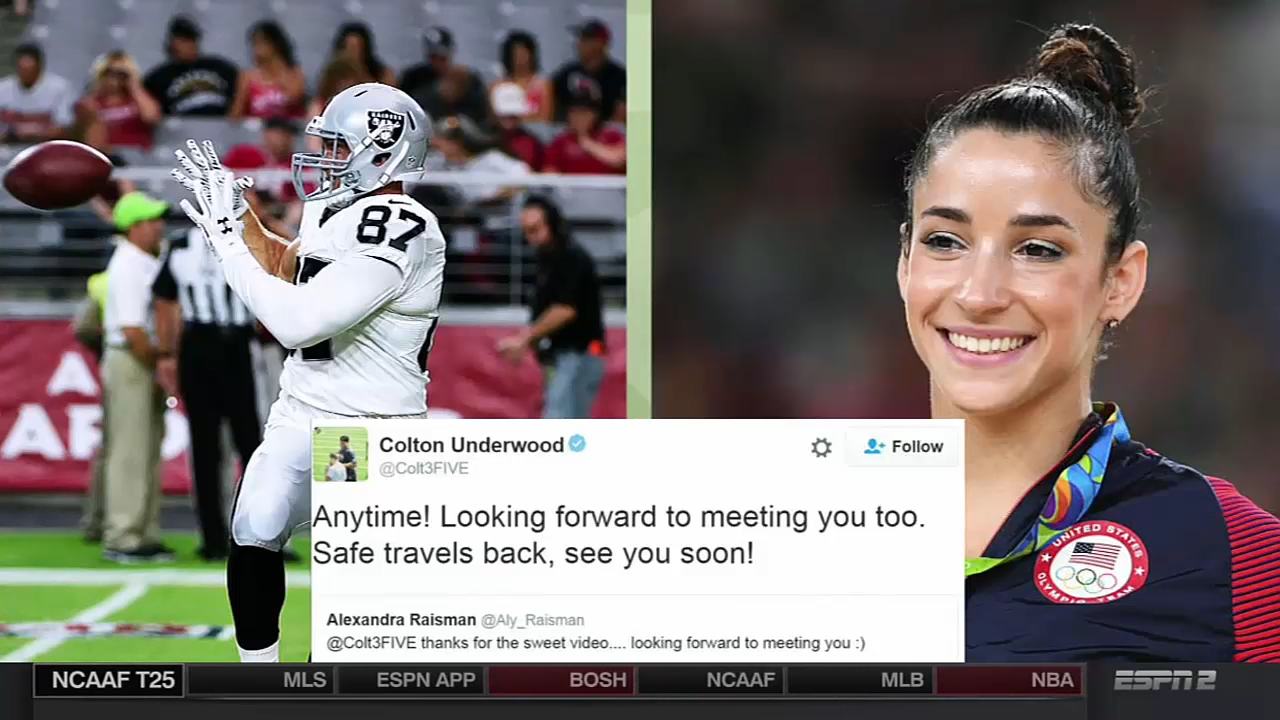 RAIDERS
87
Colton Underwood
@Colt3FIVE
Follow
Anytime! Looking forward to meeting you too.
Safe travels back, see you soon!
Alexandra Raisman @Aly_Raisman
@Colt3FIVE thanks for the sweet video.... looking forward to meeting you :)
UNITED STATES
OLYMPIC TEAM
NCAAF T25
MLS
ESPN APP
BOSH
NCAAF
MLB
NBA
ESPN2